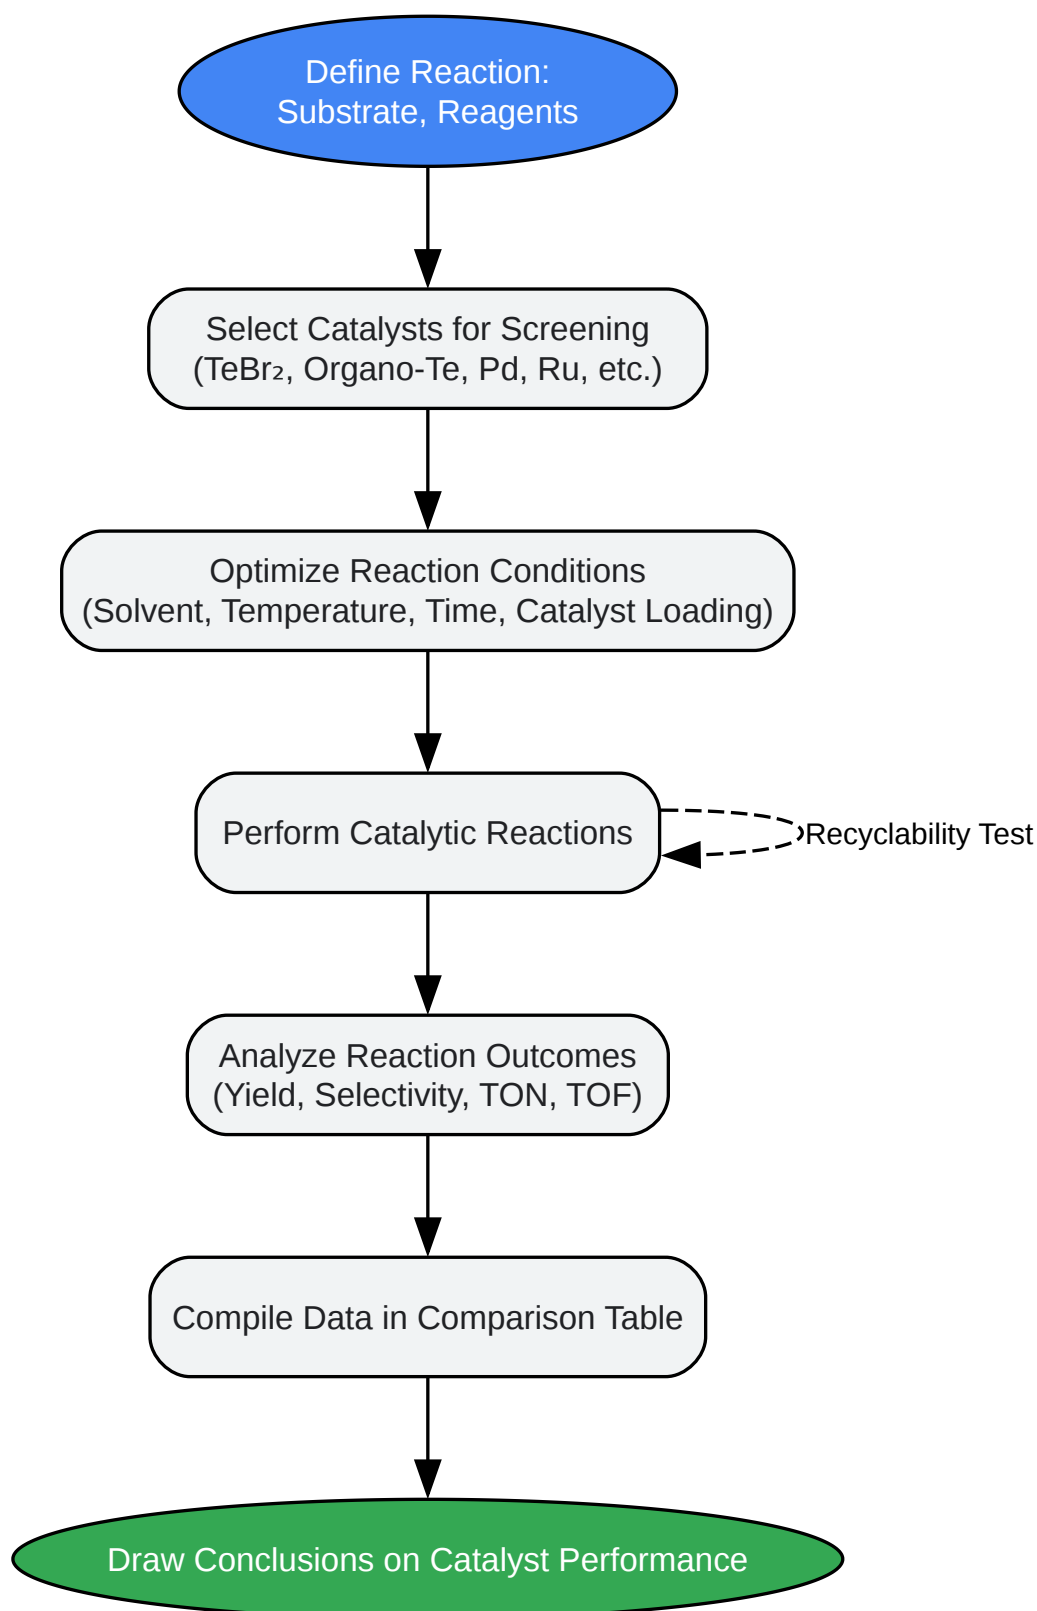 Define Reaction:
Substrate, Reagents
Select Catalysts for Screening
(TeBr₂, Organo-Te, Pd, Ru, etc.)
Optimize Reaction Conditions
(Solvent, Temperature, Time, Catalyst Loading)
Perform Catalytic Reactions
Recyclability Test
Analyze Reaction Outcomes
(Yield, Selectivity, TON, TOF)
Compile Data in Comparison Table
Draw Conclusions on Catalyst Performance